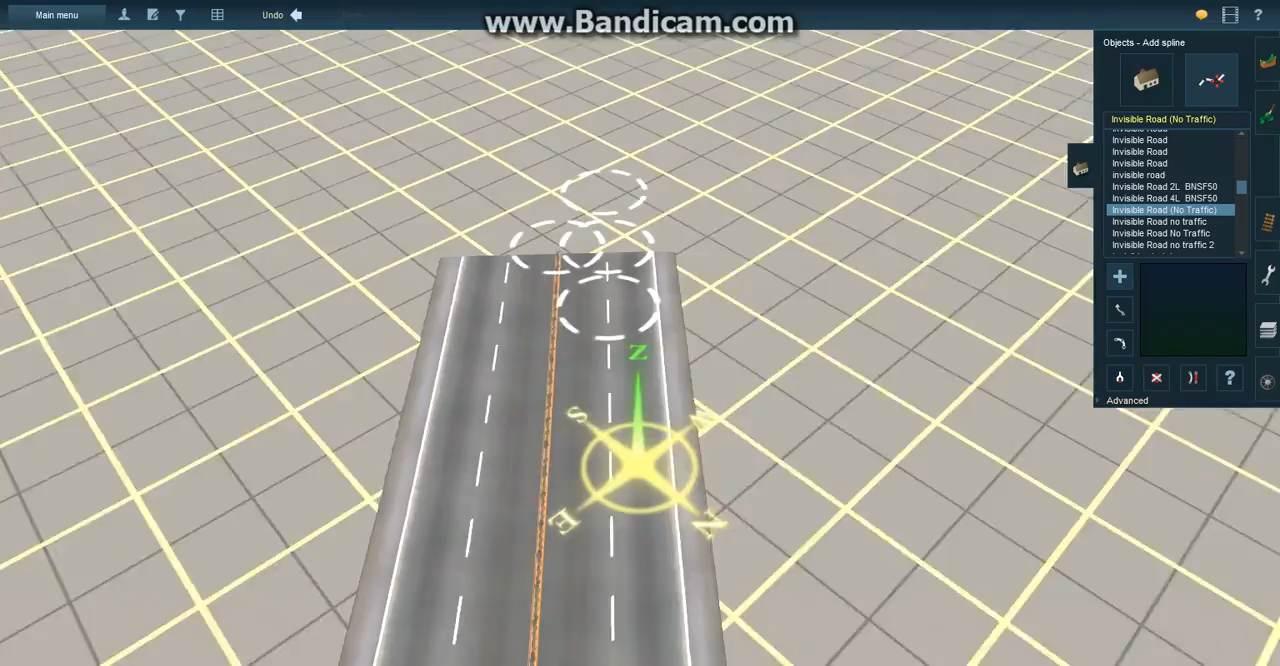 Main menu
Undo
www.Bandicam.com
?
Objects - Add spline
Invisible Road (No Traffic)
Invisible Road
Invisible Road
Invisible Road
Invisible Road
invisible road
Invisible Road 2L BNSF50
Invisible Road 4L BNSF50
Invisible Road (No Traffic)
Invisible Road no traffic
Invisible Road No Traffic
Invisible Road no traffic 2
?
Advanced
Z
S
W
E
N